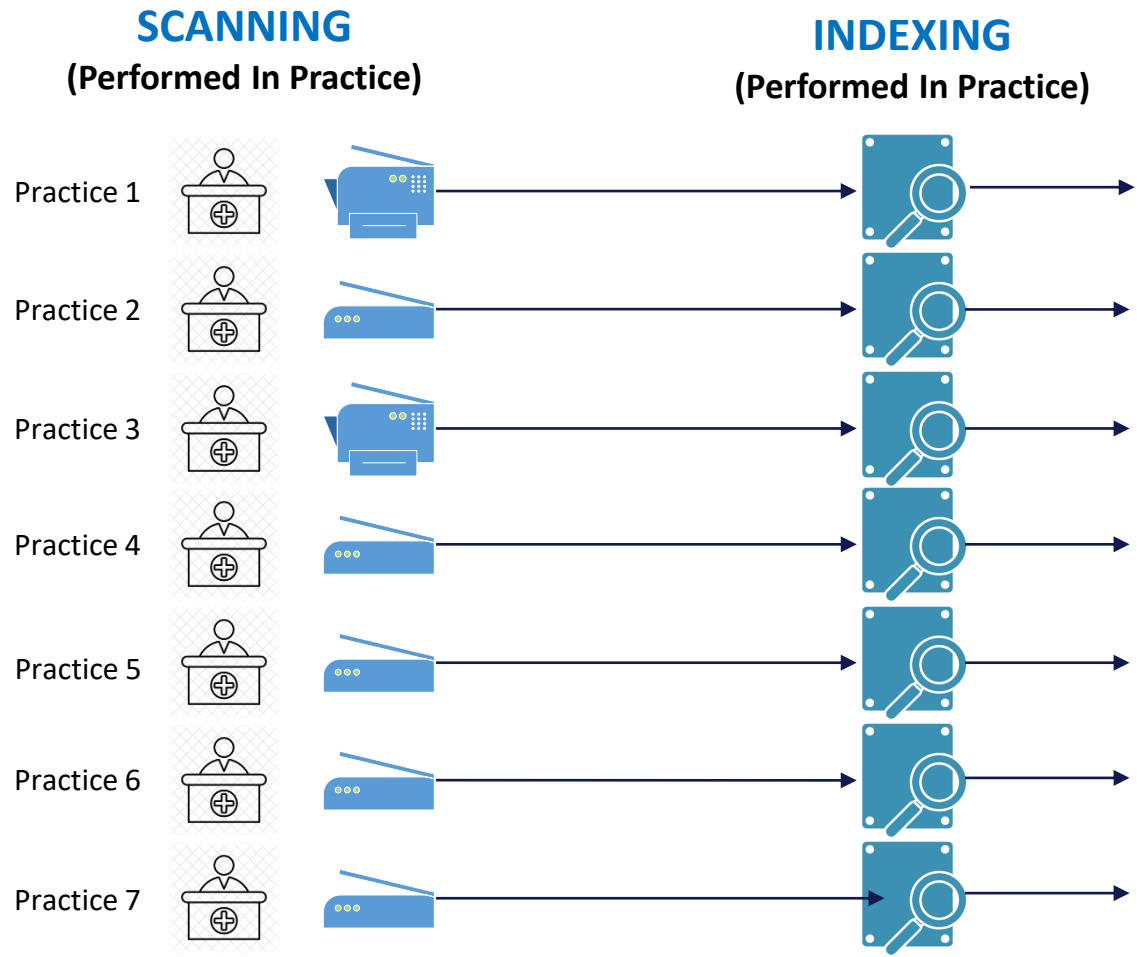 SCANNING
(Performed In Practice)
INDEXING
(Performed In Practice)
Practice 1
Practice 2
Practice 3
Practice 4
Practice 5
Practice 6
Practice 7